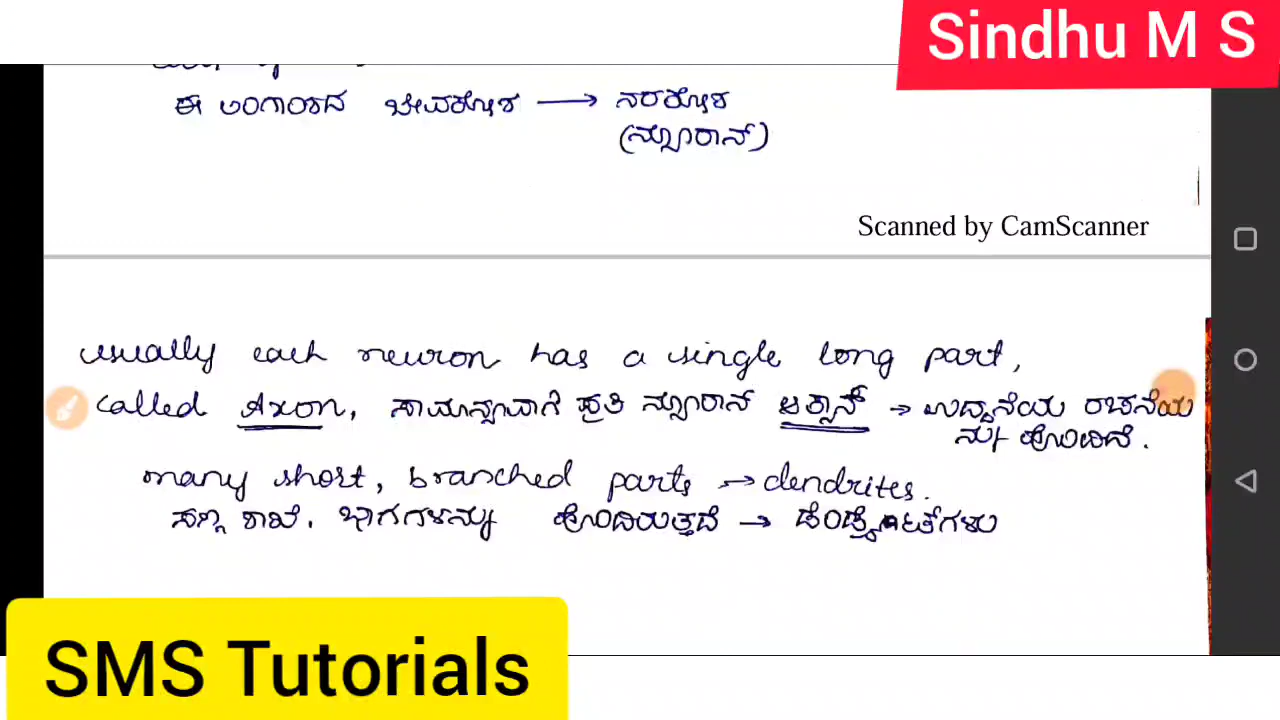 Sindhu M S
ಈ ಅಂಗಾಂಶದ ಜೀವಕೋಶ → ನರಕೋಶ
(ನ್ಯೂರಾನ್)
Scanned by CamScanner
usually each neuron has a single long part,
called Axon, ಸಾಮಾನ್ಯವಾಗಿ ಪ್ರತಿ ನ್ಯೂರಾನ್ ಆಕ್ಸಾನ್ → ಉದ್ದನೆಯ ರಚನೆಯ
ನ್ನು ಹೊಂದಿದೆ.
many short, branched parts → dendrites.
ಸಣ್ಣ ಶಾಖೆ. ಭಾಗಗಳನ್ನು ಹೊಂದಿರುತ್ತದೆ →
SMS Tutorials